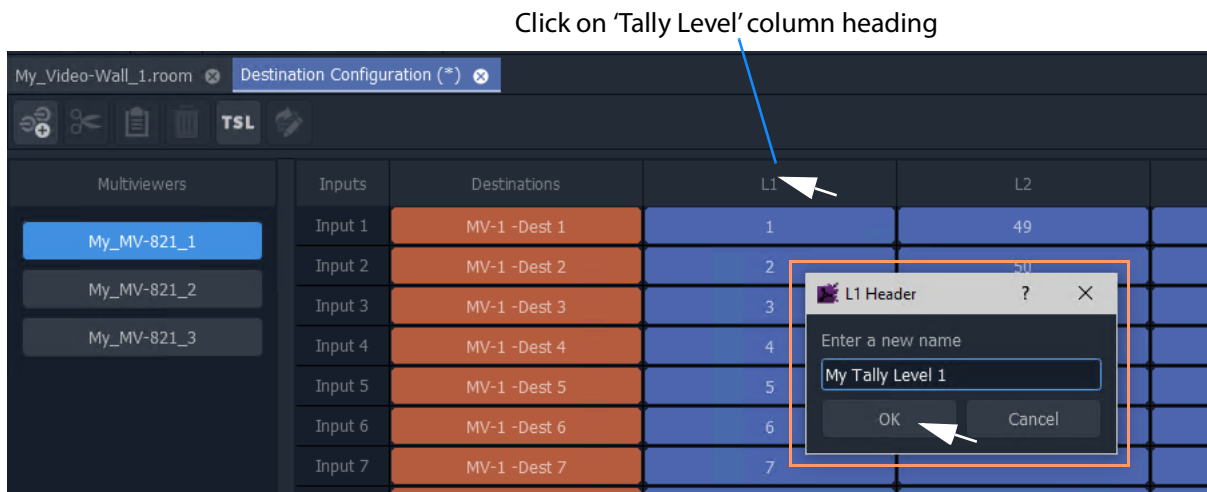 Click on ‘Tally Level’ column heading
My_Video-Wall_1.room Destination Configuration (*)
TSL
Multiviewers Inputs Destinations L1 L2
My_MV-821_1
My_MV-821_2
My_MV-821_3
Input 1 MV-1 -Dest 1 1 49
Input 2 MV-1 -Dest 2 2 50
Input 3 MV-1 -Dest 3 3
Input 4 MV-1 -Dest 4 4
Input 5 MV-1 -Dest 5 5
Input 6 MV-1 -Dest 6 6
Input 7 MV-1 -Dest 7 7
L1 Header ?
Enter a new name
My Tally Level 1
OK Cancel